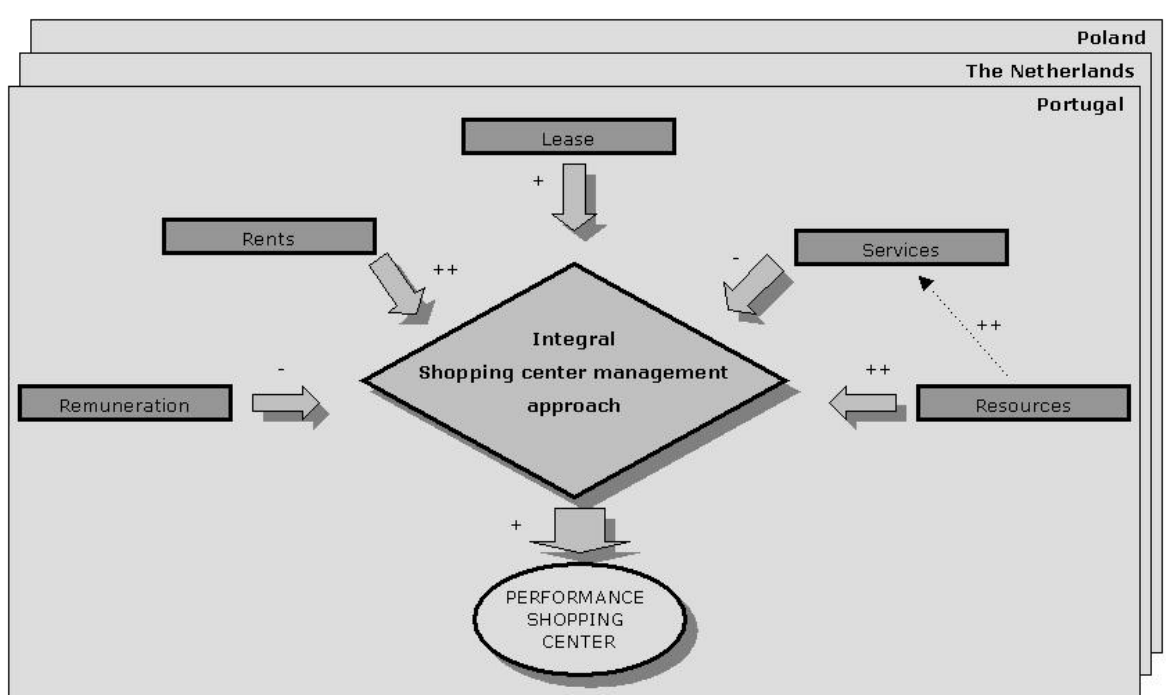 Poland
The Netherlands
Portugal
Lease
+
Rents
++
Services
-
++
Integral
Shopping center management
approach
Remuneration
-
Resources
++
+
PERFORMANCE
SHOPPING
CENTER